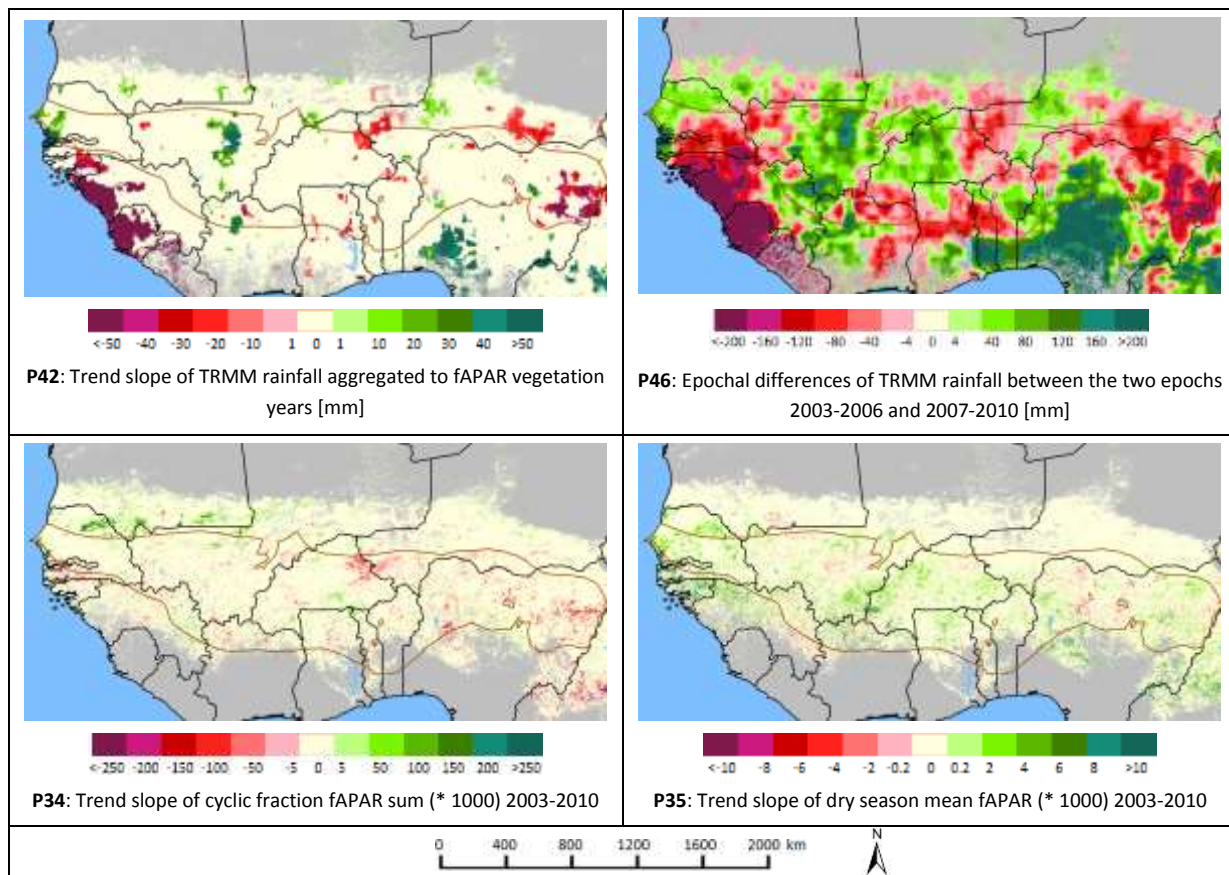 <-50 -40 -30 -20 -10 1 0 1 10 20 30 40 >50
P42: Trend slope of TRMM rainfall aggregated to fAPAR vegetation
years [mm]
<-200 -160 -120 -80 -40 -4 0 4 40 80 120 160 >200
P46: Epochal differences of TRMM rainfall between the two epochs
2003-2006 and 2007-2010 [mm]
<-250 -200 -150 -100 -50 -5 0 5 50 100 150 200 >250
P34: Trend slope of cyclic fraction fAPAR sum (* 1000) 2003-2010
<-10 -8 -6 -4 -2 -0.2 0 0.2 2 4 6 8 >10
P35: Trend slope of dry season mean fAPAR (* 1000) 2003-2010
0 400 800 1200 1600 2000 km
N